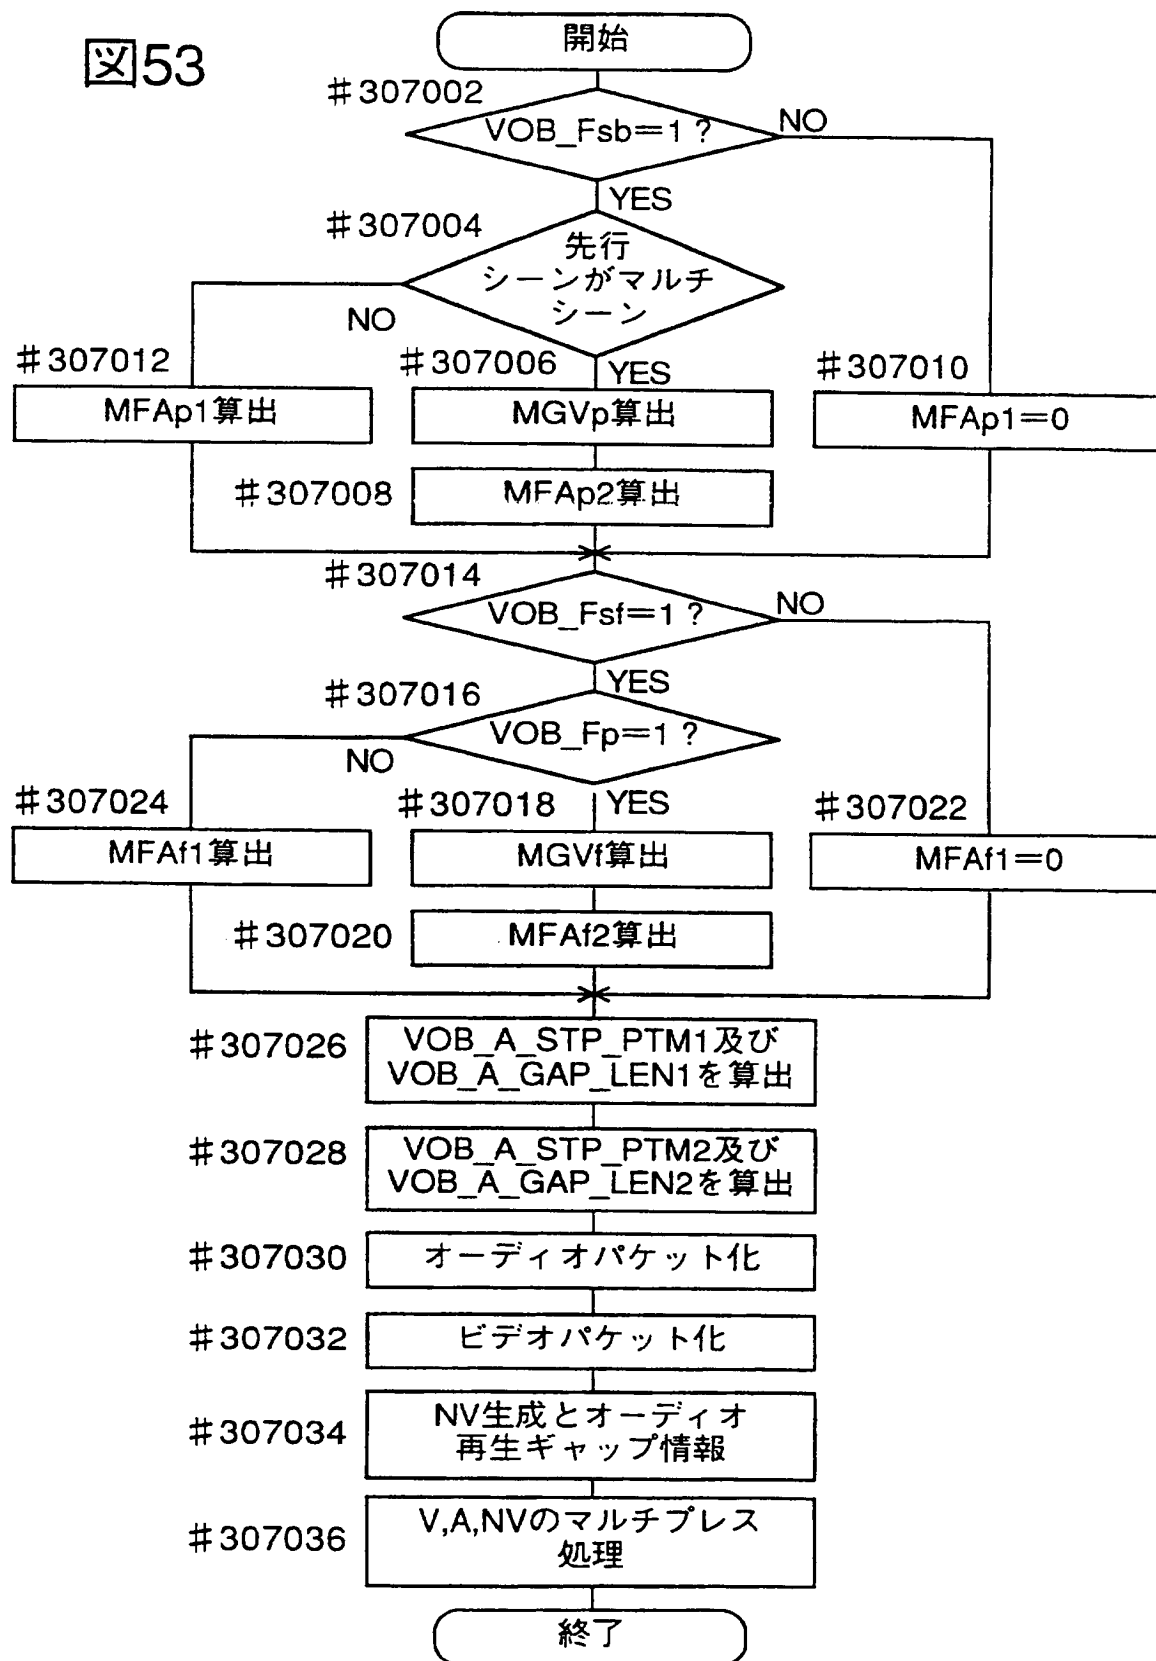 図53
開始
#307002
VOB_Fsb=1?
NO
YES
#307004
先行
シーンがマルチ
シーン
NO
YES
#307012
MFAp1算出
#307006
MGVp算出
#307010
MFAp1=0
#307008
MFAp2算出
#307014
VOB_Fsf=1?
NO
YES
#307016
VOB_Fp=1?
NO
YES
#307024
MFAf1算出
#307018
MGVf算出
#307022
MFAf1=0
#307020
MFAf2算出
#307026
VOB_A_STP_PTM1及び
VOB_A_GAP_LEN1を算出
#307028
VOB_A_STP_PTM2及び
VOB_A_GAP_LEN2を算出
#307030
オーディオパケット化
#307032
ビデオパケット化
#307034
NV生成とオーディオ
再生ギャップ情報
#307036
V,A,NVのマルチプレス
処理
終了